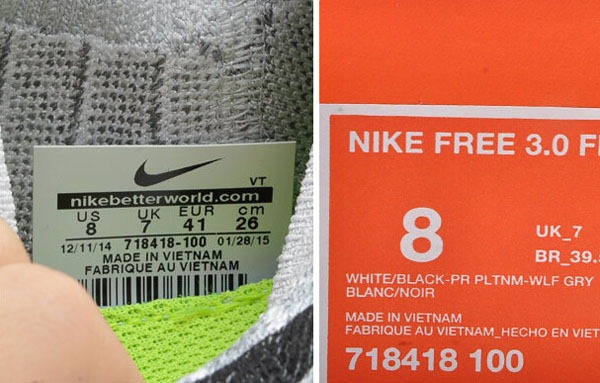 VT
nikebetterworld.com
US UK EUR cm
8 7 41 26
12/11/14 718418-100 01/28/15
MADE IN VIETNAM
FABRIQUE AU VIETNAM
NIKE FREE 3.0 F
8
UK_7
BR_39.
WHITE/BLACK-PR PLTNM-WLF GRY
BLANC/NOIR
MADE IN VIETNAM
FABRIQUE AU VIETNAM_HECHO EN VIET
718418 100